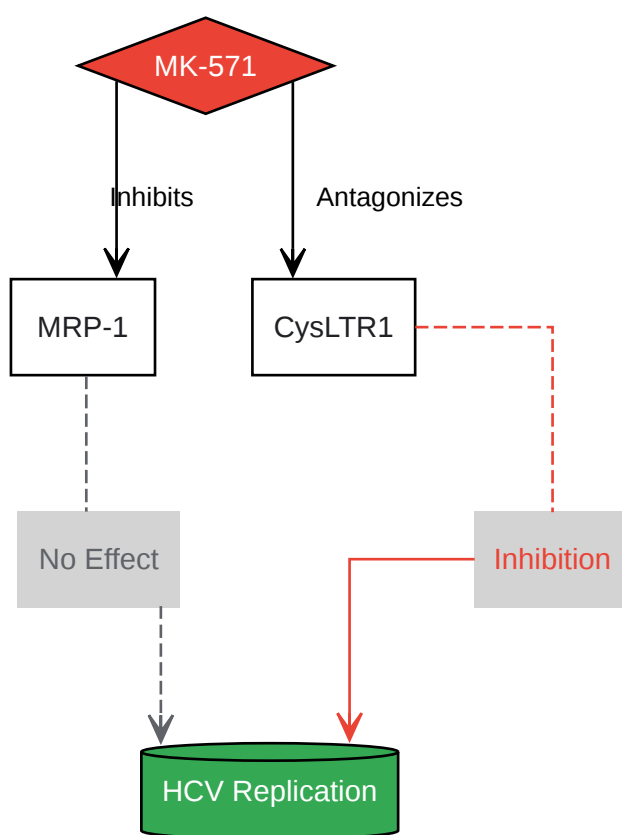 MK-571
Inhibits
Antagonizes
MRP-1
CysLTR1
No Effect
Inhibition
HCV Replication